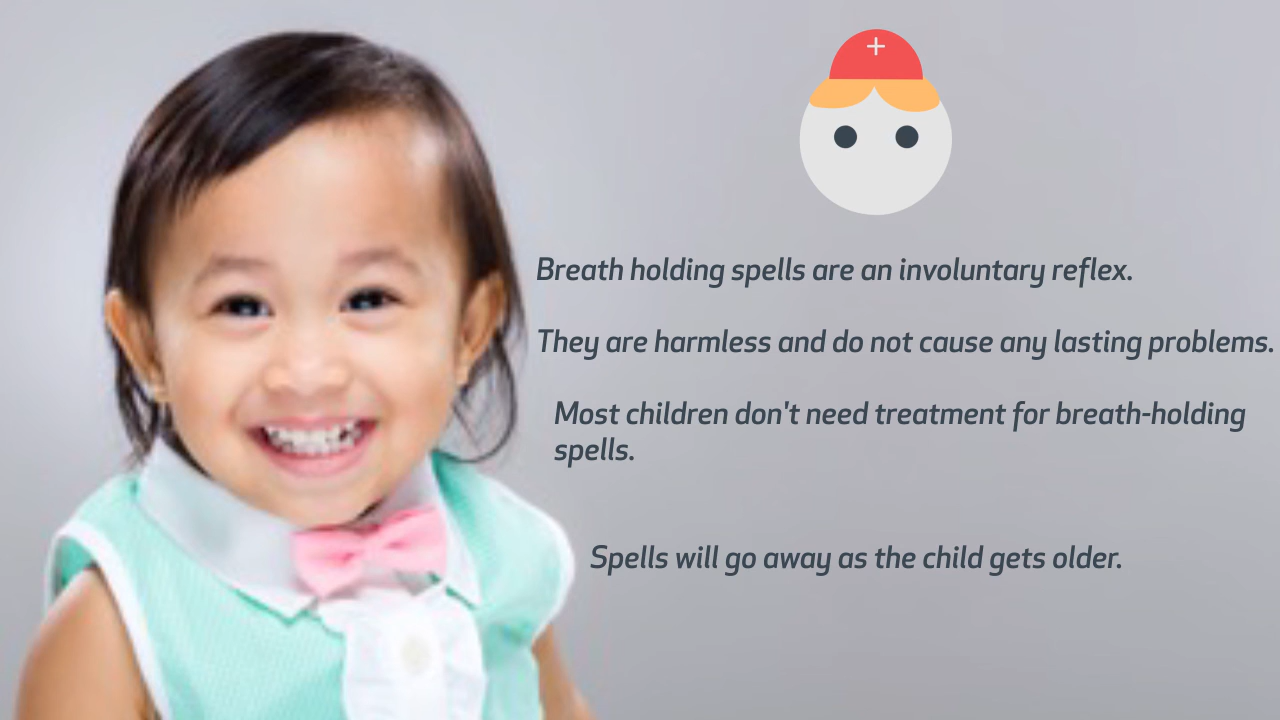 Breath holding spells are an involuntary reflex.
They are harmless and do not cause any lasting problems.
Most children don't need treatment for breath-holding
spells.
Spells will go away as the child gets older.